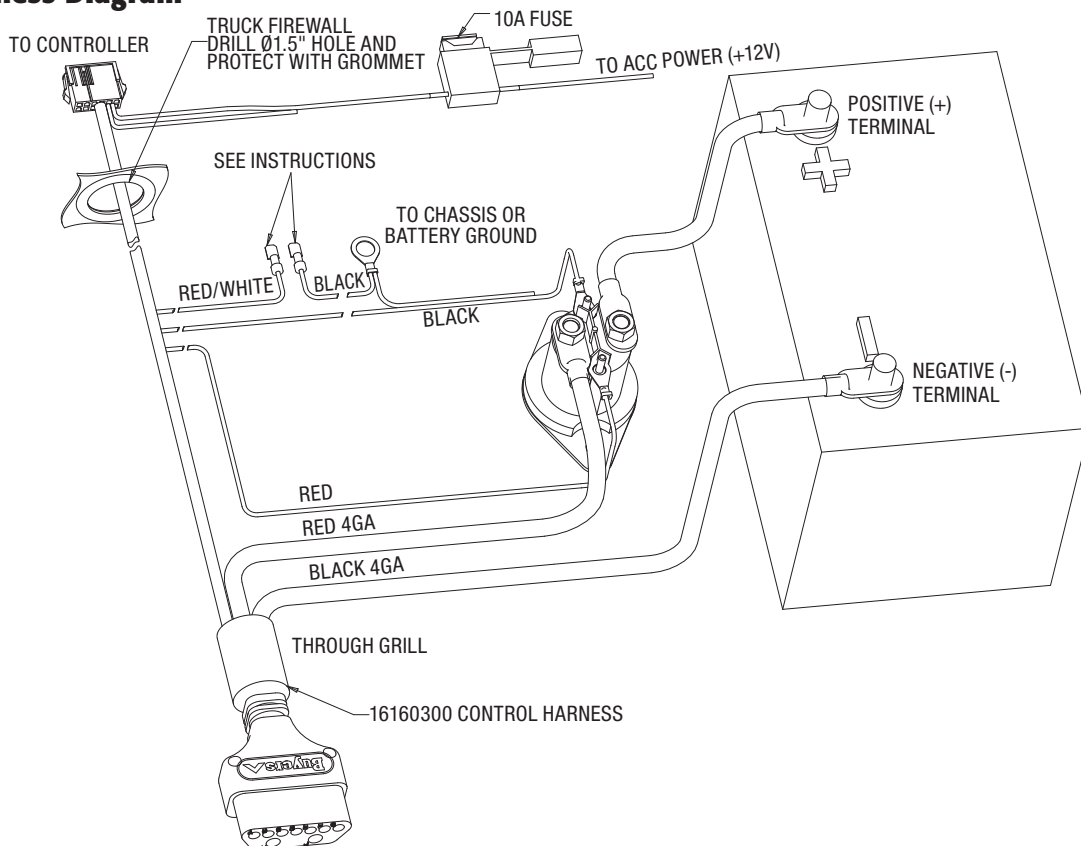 ness Diagram
TO CONTROLLER
TRUCK FIREWALL
DRILL Ø1.5" HOLE AND
PROTECT WITH GROMMET
10A FUSE
TO ACC POWER (+12V)
POSITIVE (+)
TERMINAL
SEE INSTRUCTIONS
TO CHASSIS OR
BATTERY GROUND
RED/WHITE
BLACK
BLACK
NEGATIVE (-)
TERMINAL
RED
RED 4GA
BLACK 4GA
THROUGH GRILL
16160300 CONTROL HARNESS
Buyers